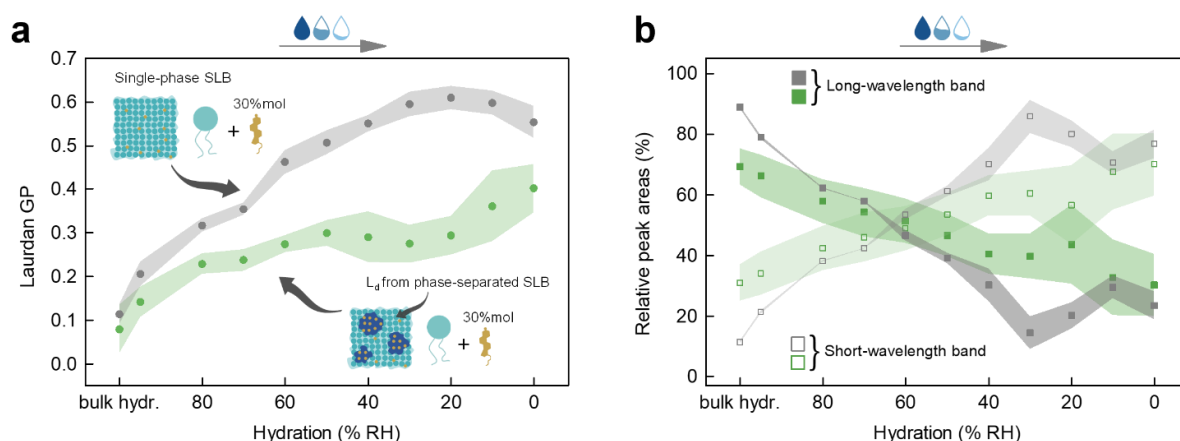 a
0.7
0.6
0.5
0.4
0.3
0.2
0.1
0.0
Laurdan GP
Single-phase SLB
30%mol
+
Ld from phase-separated SLB
30%mol
+
bulk hydr. 80 60 40 20 0
Hydration (% RH)
b
100
80
60
40
20
0
Relative peak areas (%)
} Long-wavelength band
} Short-wavelength band
bulk hydr. 80 60 40 20 0
Hydration (% RH)